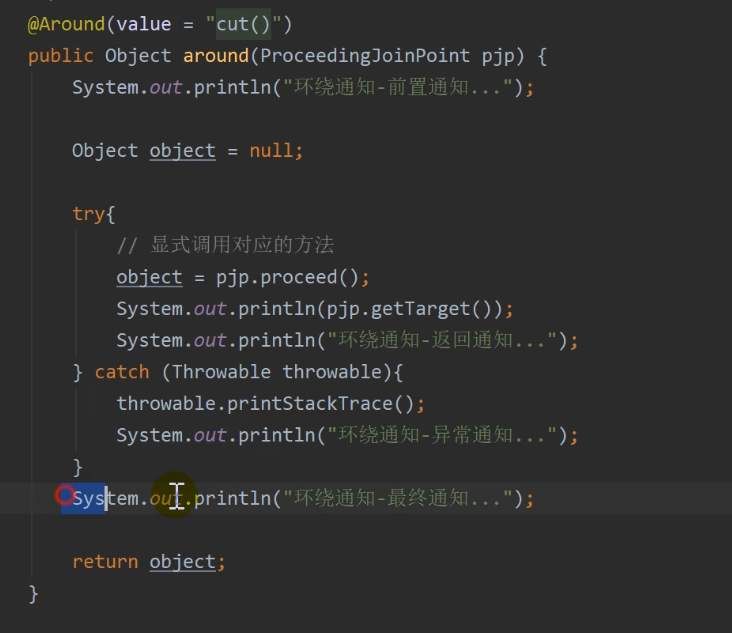 @Around(value = "cut()")
public Object around(ProceedingJoinPoint pjp) {
System.out.println("环绕通知-前置通知...");
Object object = null;
try{
// 显式调用对应的方法
object = pjp.proceed();
System.out.println(pjp.getTarget());
System.out.println("环绕通知-返回通知...");
} catch (Throwable throwable){
throwable.printStackTrace();
System.out.println("环绕通知-异常通知...");
}
System.out.println("环绕通知-最终通知...");
return object;
}